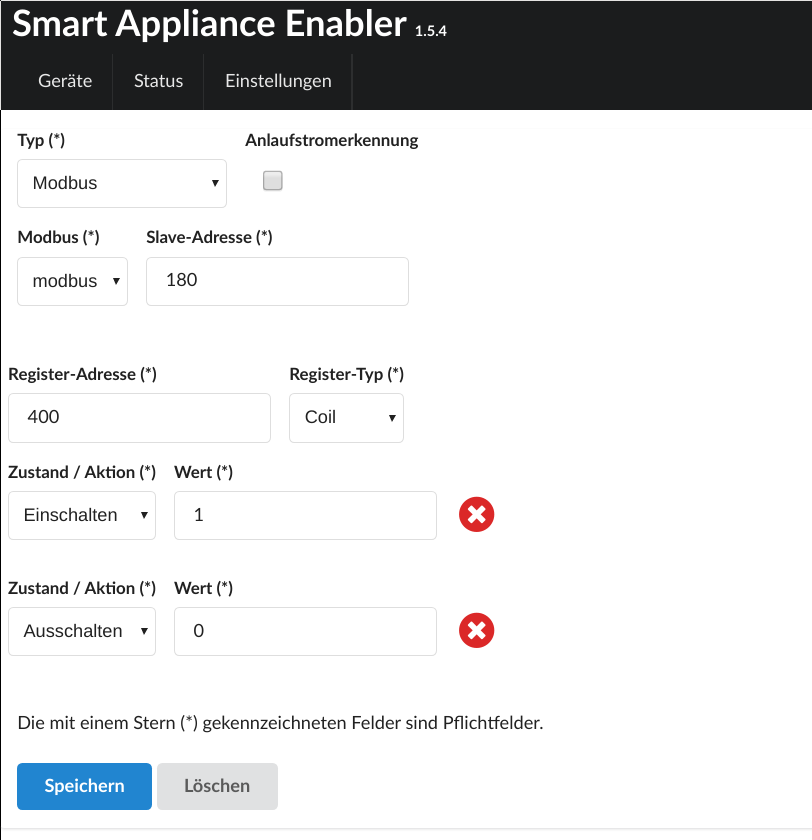 Smart Appliance Enabler 1.5.4
Geräte Status Einstellungen
Typ (*) Anlaufstromerkennung
Modbus
Modbus (*) Slave-Adresse (*)
modbus 180
Register-Adresse (*) Register-Typ (*)
400 Coil
Zustand / Aktion (*) Wert (*)
Einschalten 1
Zustand / Aktion (*) Wert (*)
Ausschalten 0
Die mit einem Stern (*) gekennzeichneten Felder sind Pflichtfelder.
Speichern Löschen